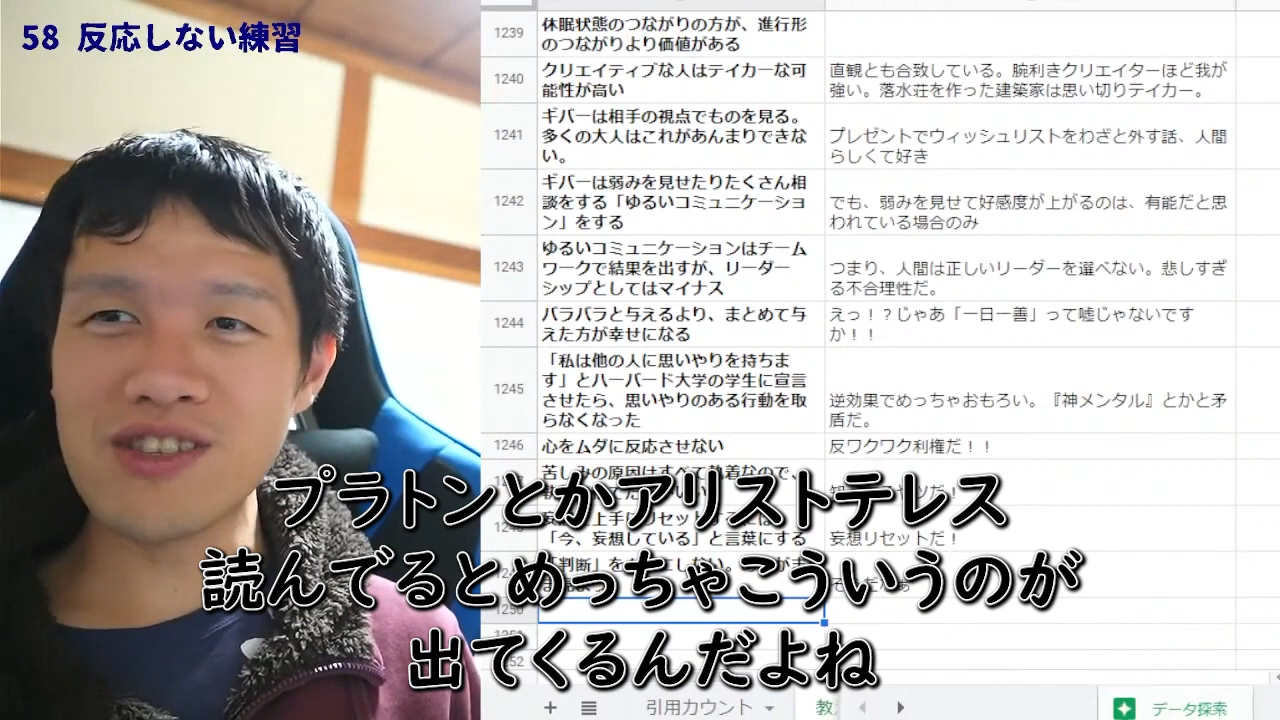 58 反応しない練習
1239
休眠状態のつながりの方が、進行形
のつながりより価値がある
1240
クリエイティブな人はテイカーな可
能性が高い
直観とも合致している。腕利きクリエイターほど我が
強い。落水荘を作った建築家は思い切りテイカー。
1241
ギバーは相手の視点でものを見る。
多くの大人はこれがあんまりできな
い。
プレゼントでウィッシュリストをわざと外す話、人間
らしくて好き
1242
ギバーは弱みを見せたりたくさん相
談をする「ゆるいコミュニケーショ
ン」をする
でも、弱みを見せて好感度が上がるのは、有能だと思
われている場合のみ
1243
ゆるいコミュニケーションはチーム
ワークで結果を出すが、リーダー
シップとしてはマイナス
つまり、人間は正しいリーダーを選べない。悲しすぎ
る不合理性だ。
1244
バラバラと与えるより、まとめて与
えた方が幸せになる
えっ！？じゃあ「一日一善」って嘘じゃないです
か！！
1245
「私は他の人に思いやりを持ちま
す」とハーバード大学の学生に宣言
させたら、思いやりのある行動を取
らなくなった
逆効果でめっちゃおもろい。『神メンタル』とかと矛
盾だ。
1246
心をムダに反応させない
反ワクワク利権だ！！
苦しみの原因はすべて執着なので、
「今、妄想している」と言葉にする
妄想リセットだ！
「判断」を
1250
プラトンとかアリストテレス
読んでるとめっちゃこういうのが
出てくるんだよね
引用カウント
データ探索